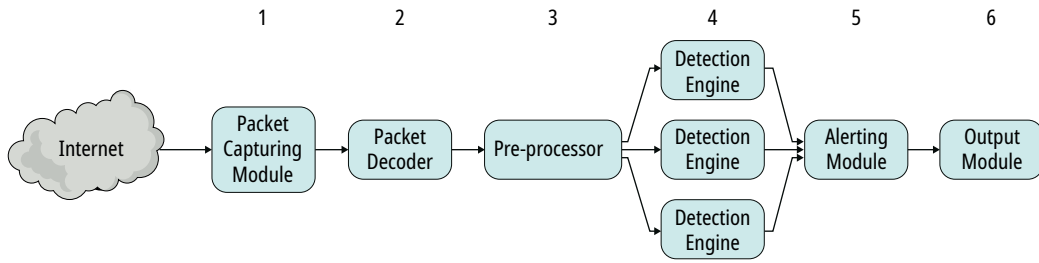 1
2
3
4
5
6
Internet
Packet
Capturing
Module
Packet
Decoder
Pre-processor
Detection
Engine
Detection
Engine
Detection
Engine
Alerting
Module
Output
Module